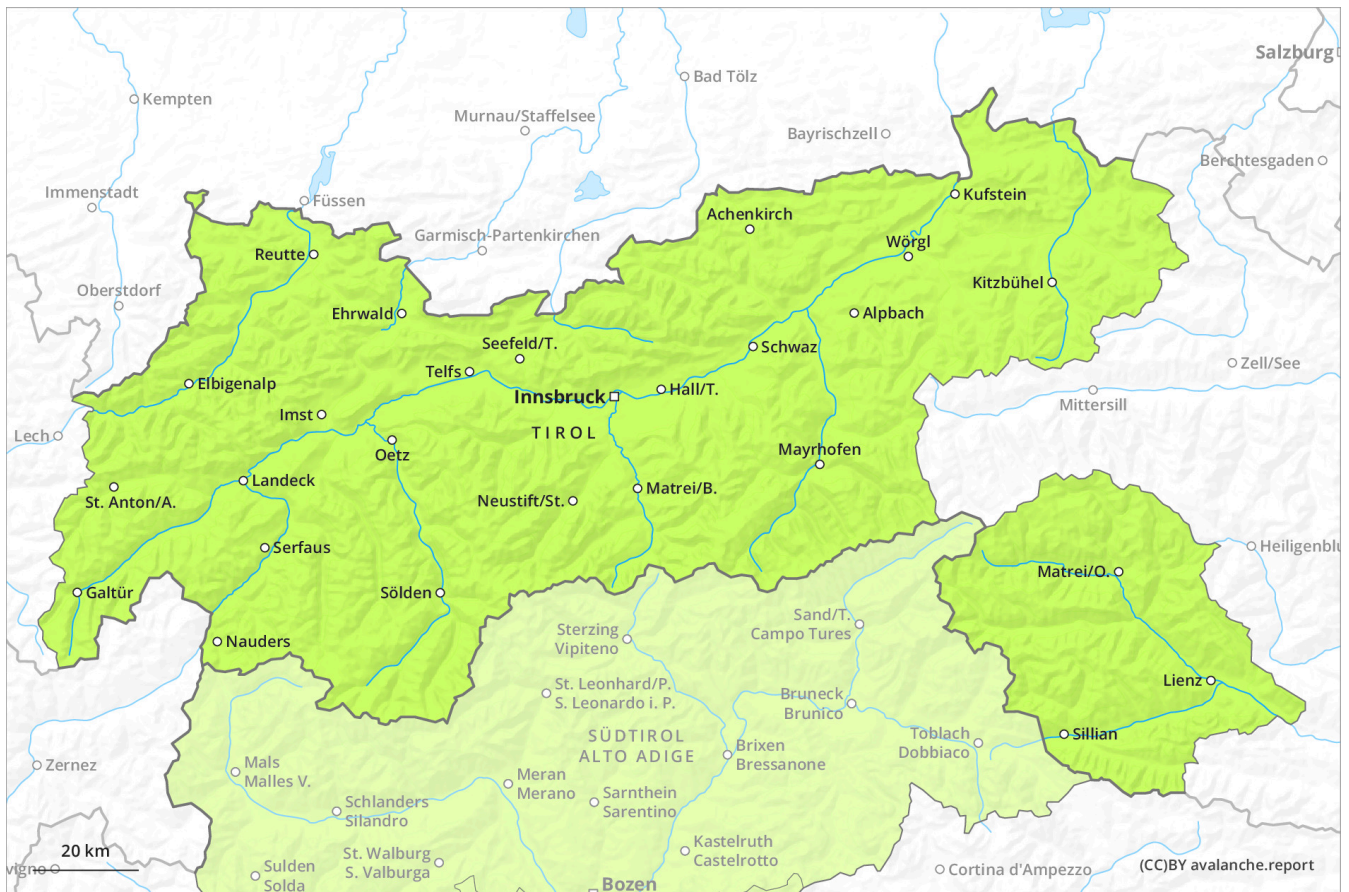 Salzburg
Bad Tölz
Kempten
Murnau/Staffelsee
Bayrischzell
Berchtesgaden
Immenstadt
Füssen
Kufstein
Achenkirch
Garmisch-Partenkirchen
Wörgl
Reutte
Kitzbühel
Oberstdorf
Ehrwald
Alpbach
Seefeld/T.
Schwaz
Zell/See
Telfs
Elbigenalp
Hall/T.
Innsbruck
Mittersill
Imst
TIROL
Lech
Oetz
Mayrhofen
Landeck
Matrei/B.
St. Anton/A.
Neustift/St.
Serfaus
Heiligenblu
Matrei/O.
Galtür
Sölden
Sand/T.
Campo Tures
Sterzing
Vipiteno
Nauders
Lienz
St. Leonhard/P.
S. Leonardo i. P.
Bruneck
Brunico
SÜDTIROL
ALTO ADIGE
Toblach
Dobbiaco
Sillian
Brixen
Bressanone
Zernez
Mals
Malles V.
Meran
Merano
Sarnthein
Sarentino
Schlanders
Silandro
Kastelruth
Castelrotto
20 km
St. Walburg
S. Valburga
vigno
Sulden
Solda
Cortina d'Ampezzo
(CC)BY avalanche.report
Bozen